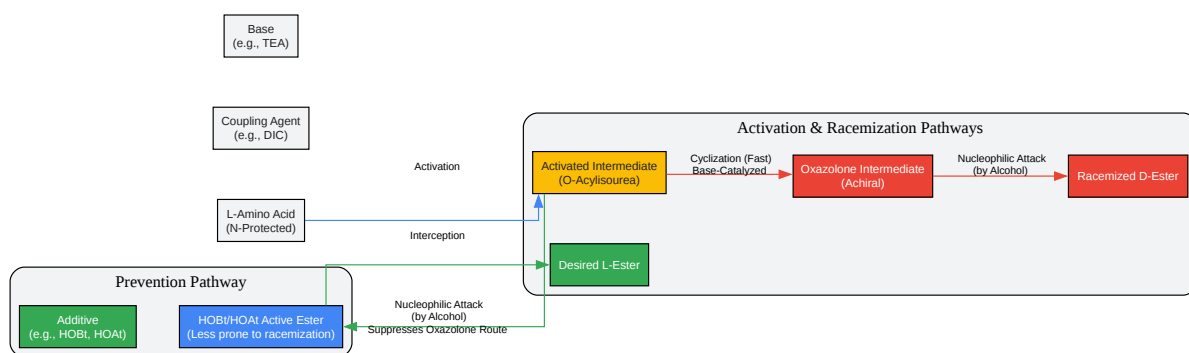 Base
(e.g., TEA)
Coupling Agent
(e.g., DIC)
Activation & Racemization Pathways
Activation
Activated Intermediate
(O-Acylisourea)
Cyclization (Fast)
Base-Catalyzed
Oxazolone Intermediate
(Achiral)
Nucleophilic Attack
(by Alcohol)
Racemized D-Ester
L-Amino Acid
(N-Protected)
Interception
Desired L-Ester
Prevention Pathway
Additive
(e.g., HOBt, HOAt)
HOBt/HOAt Active Ester
(Less prone to racemization)
Nucleophilic Attack
(by Alcohol)
Suppresses Oxazolone Route